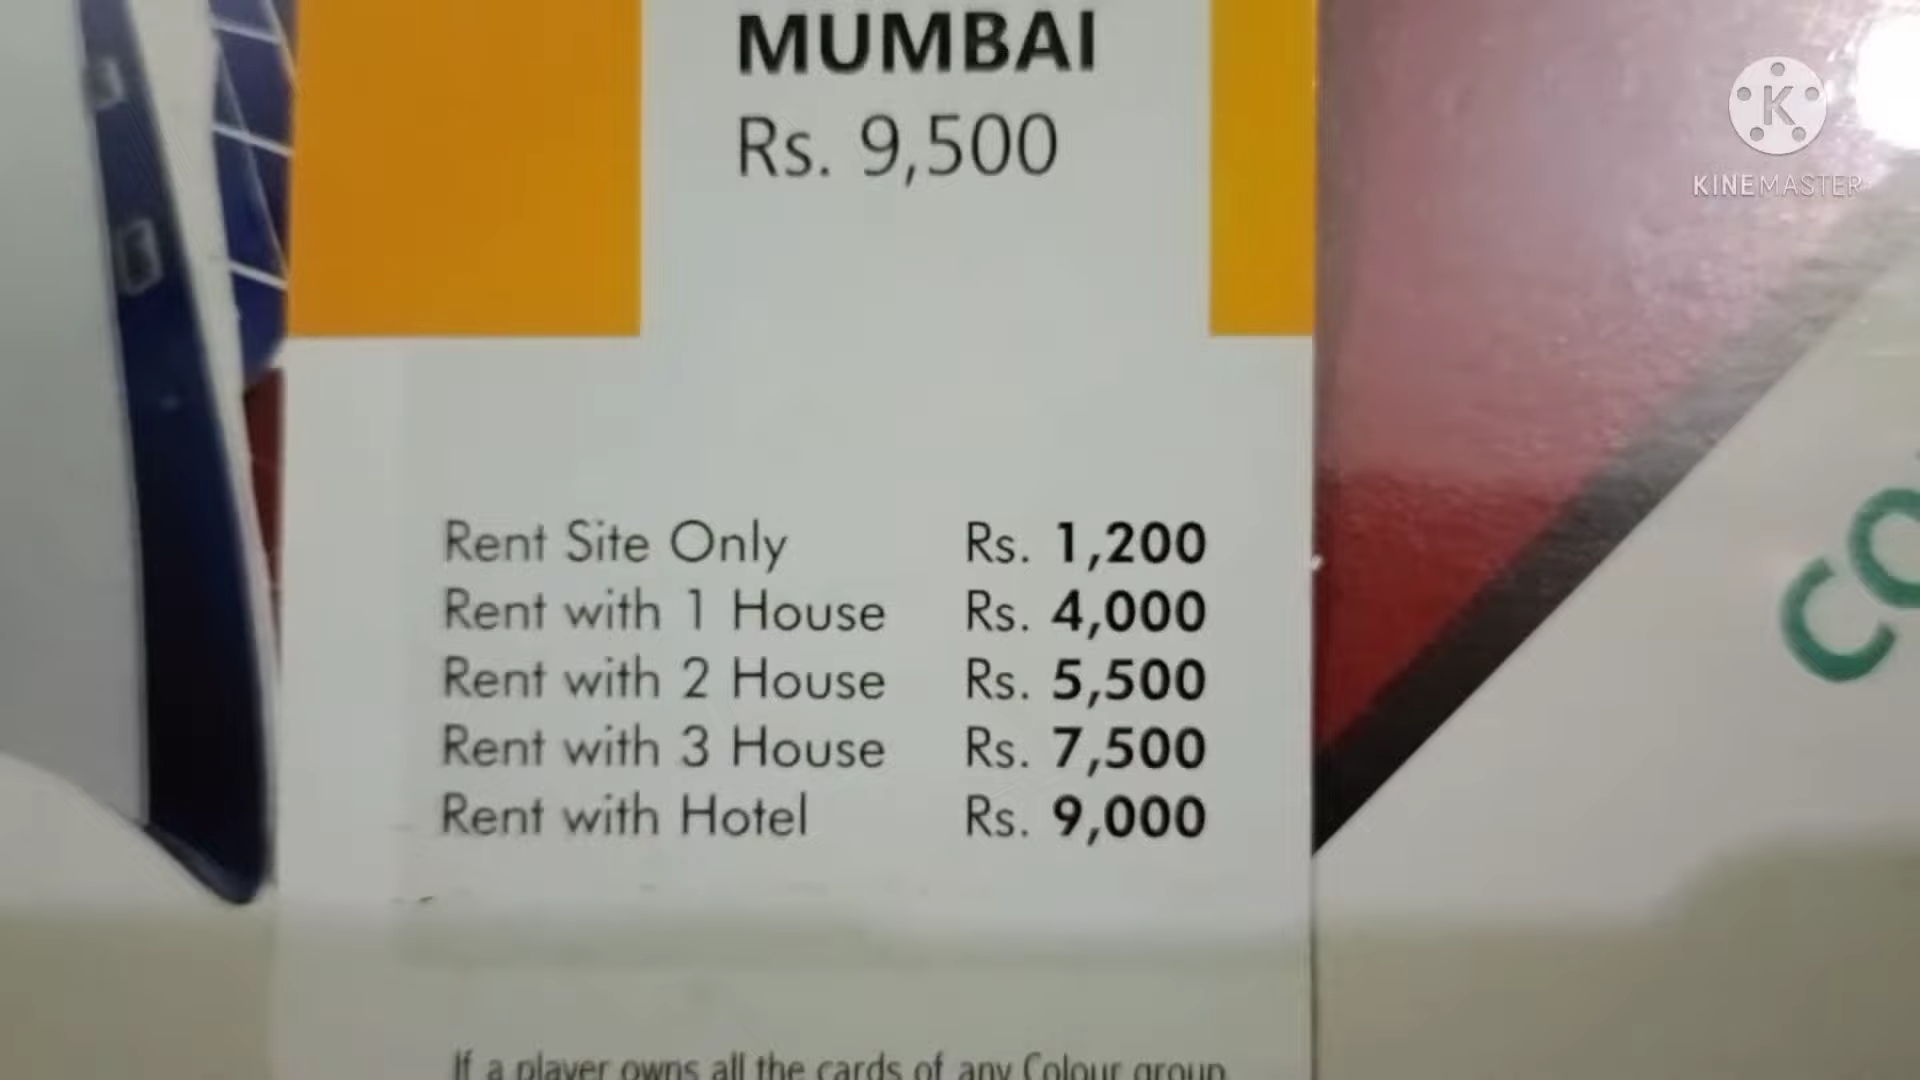 MUMBAI
Rs. 9,500
K
KINEMASTER
Rent Site Only Rs. 1,200
Rent with 1 House Rs. 4,000
Rent with 2 House Rs. 5,500
Rent with 3 House Rs. 7,500
Rent with Hotel Rs. 9,000
CO
If a player owns all the cards of any Colour group